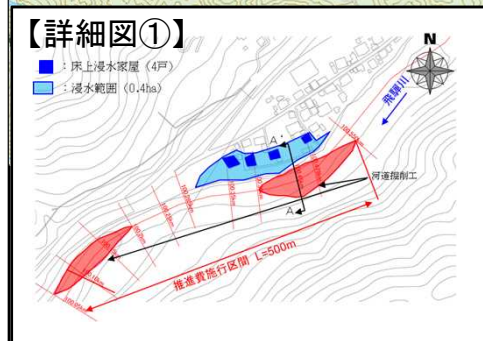 【詳細図①】
：床上浸水家屋（4戸）
：浸水範囲（0.4ha）
N
飛騨川
A'
河道掘削工
A
推進費施行区間 L=500m